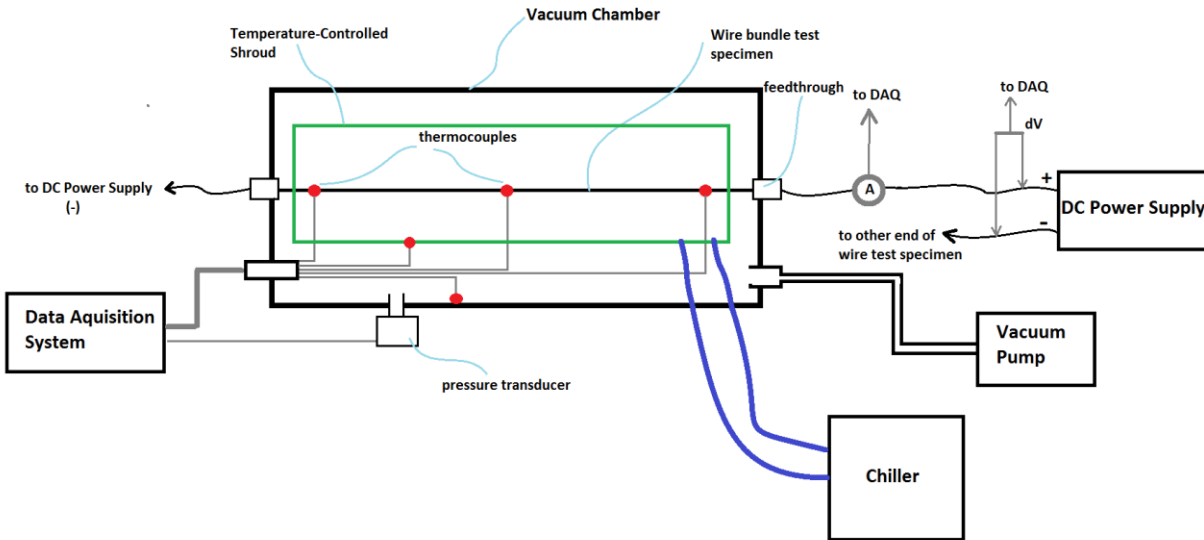 Vacuum Chamber
Temperature-Controlled
Shroud
Wire bundle test
specimen
feedthrough
to DAQ
to DAQ
dV
thermocouples
to DC Power Supply
(-)
A
+
-
DC Power Supply
to other end of
wire test specimen
Data Aquisition
System
Vacuum
Pump
pressure transducer
Chiller